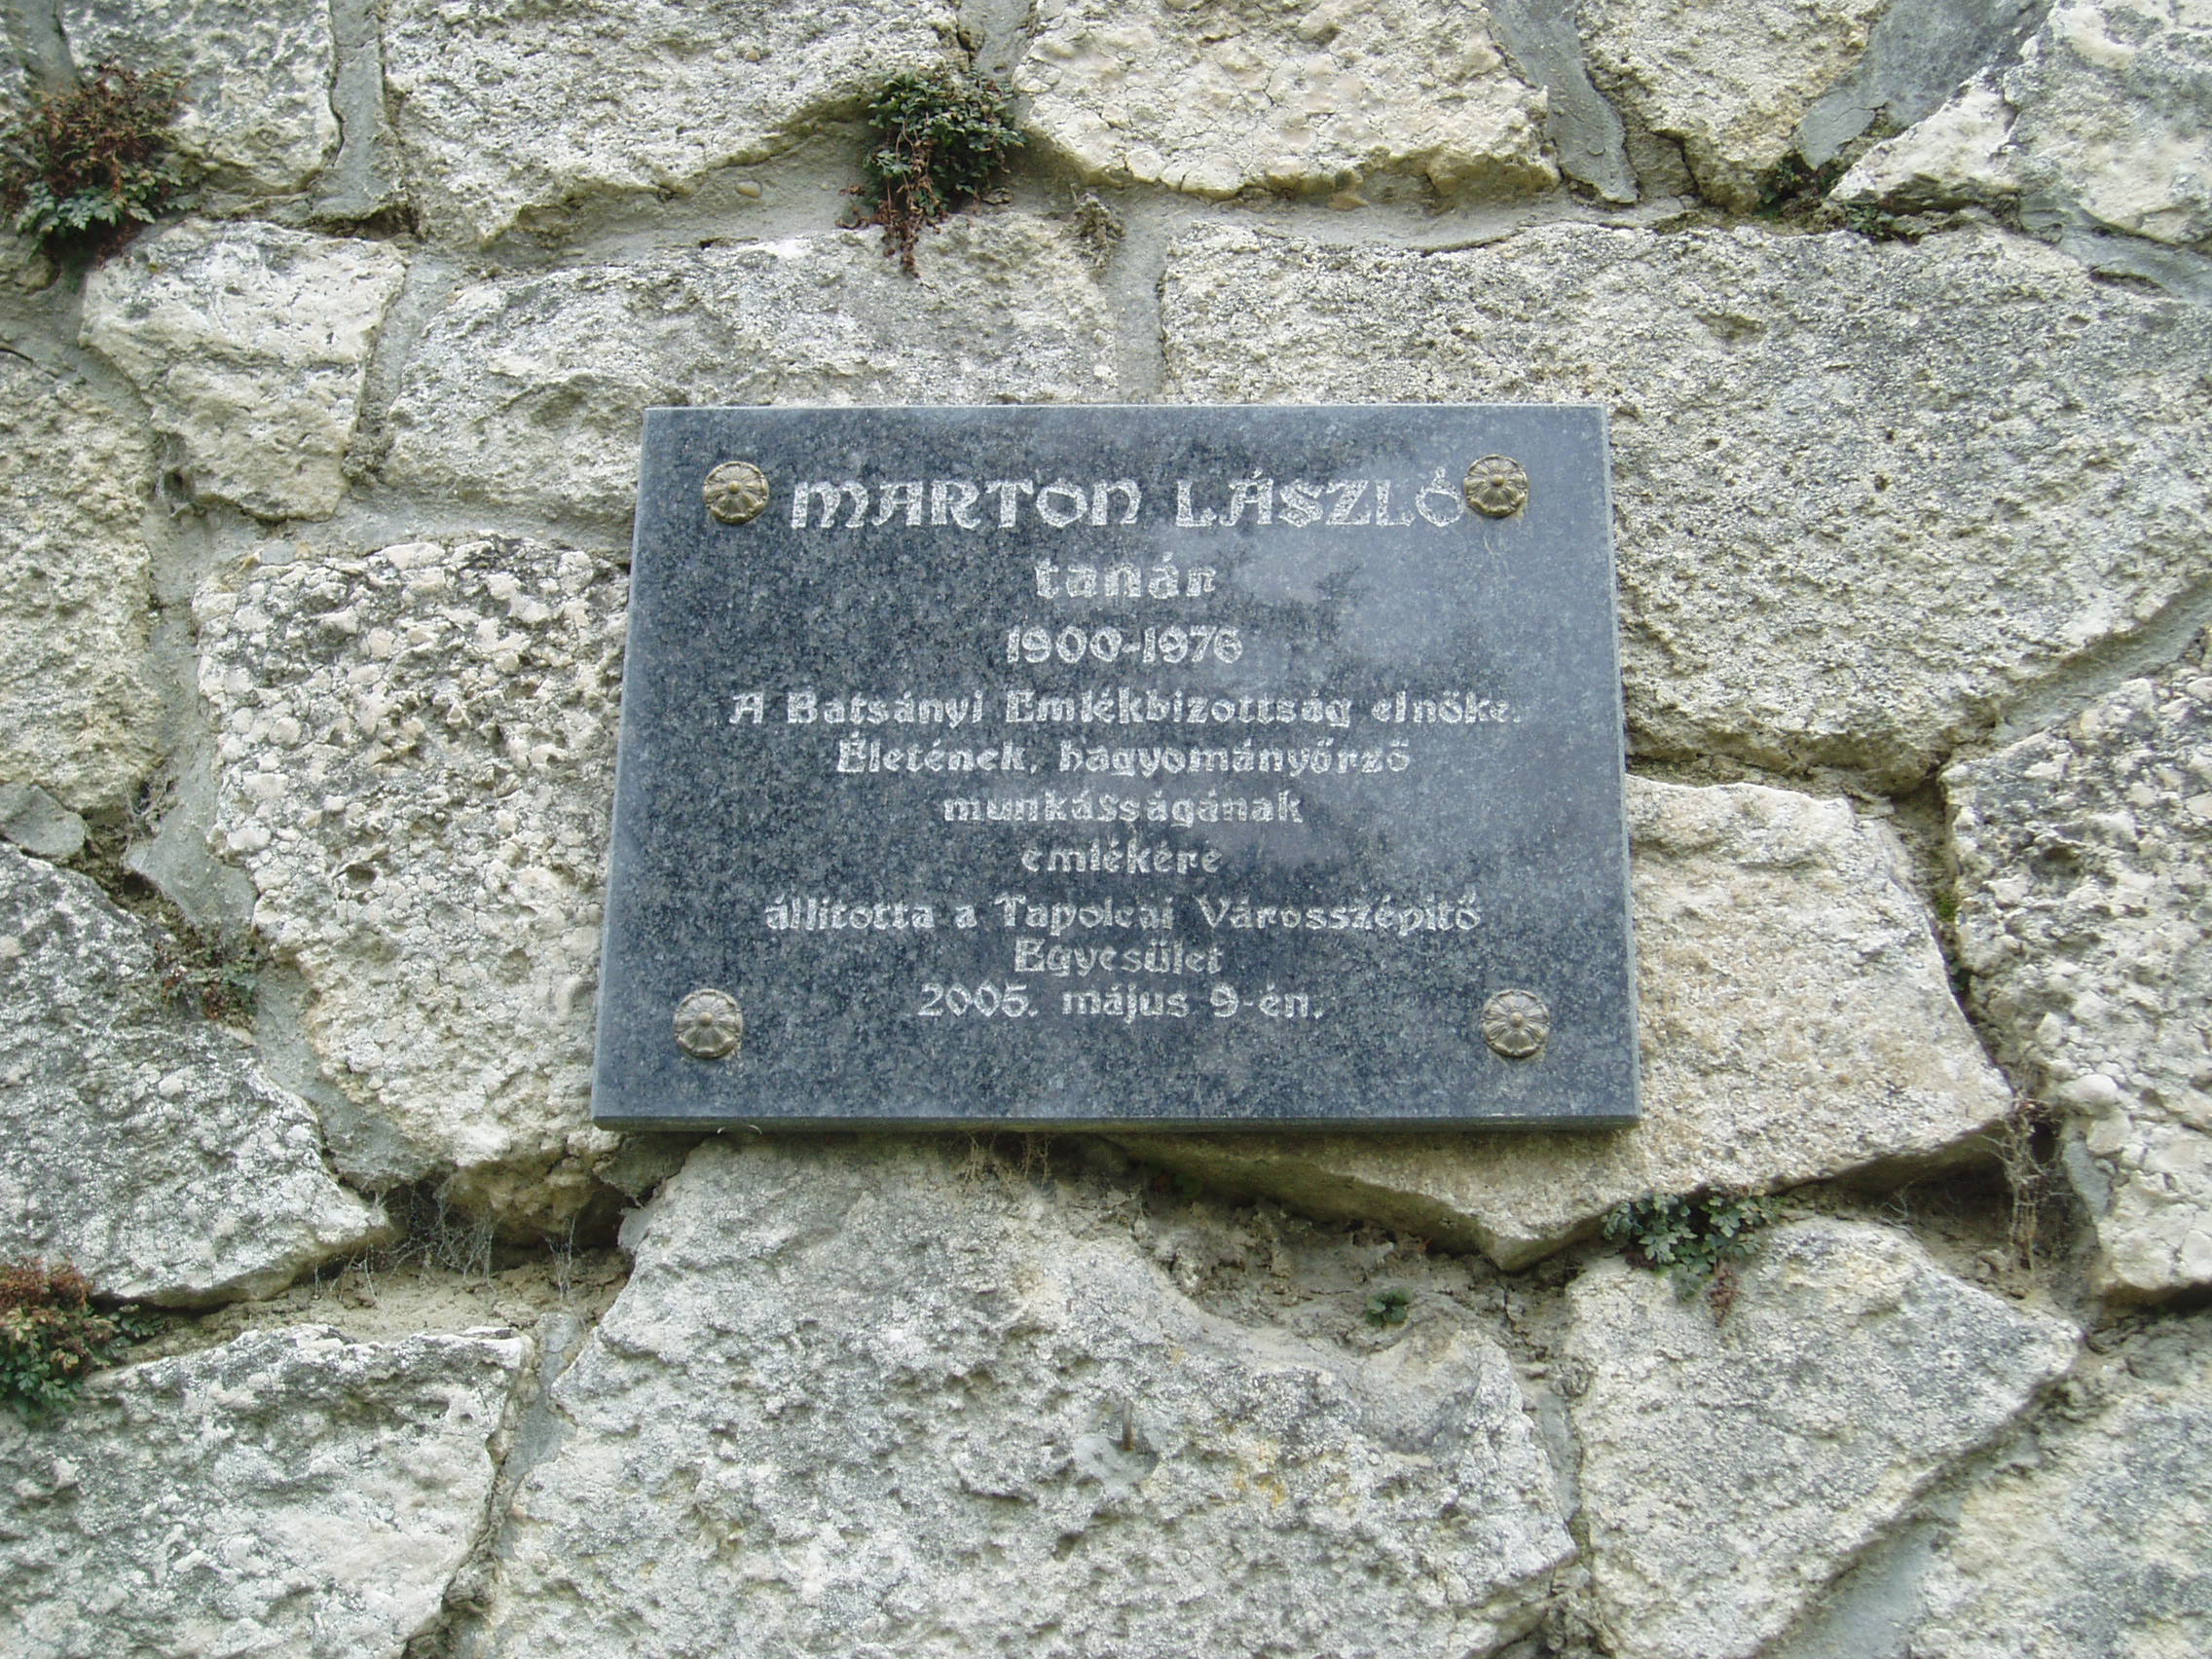 MARTON LÁSZLÓ
tanár
1900-1976
A Batsányi Emlékbizottság elnöke.
Életének, hagyományőrző
munkásságának
emlékére
állította a Tapolcai Városszépítő
Egyesület
2005. május 9-én.